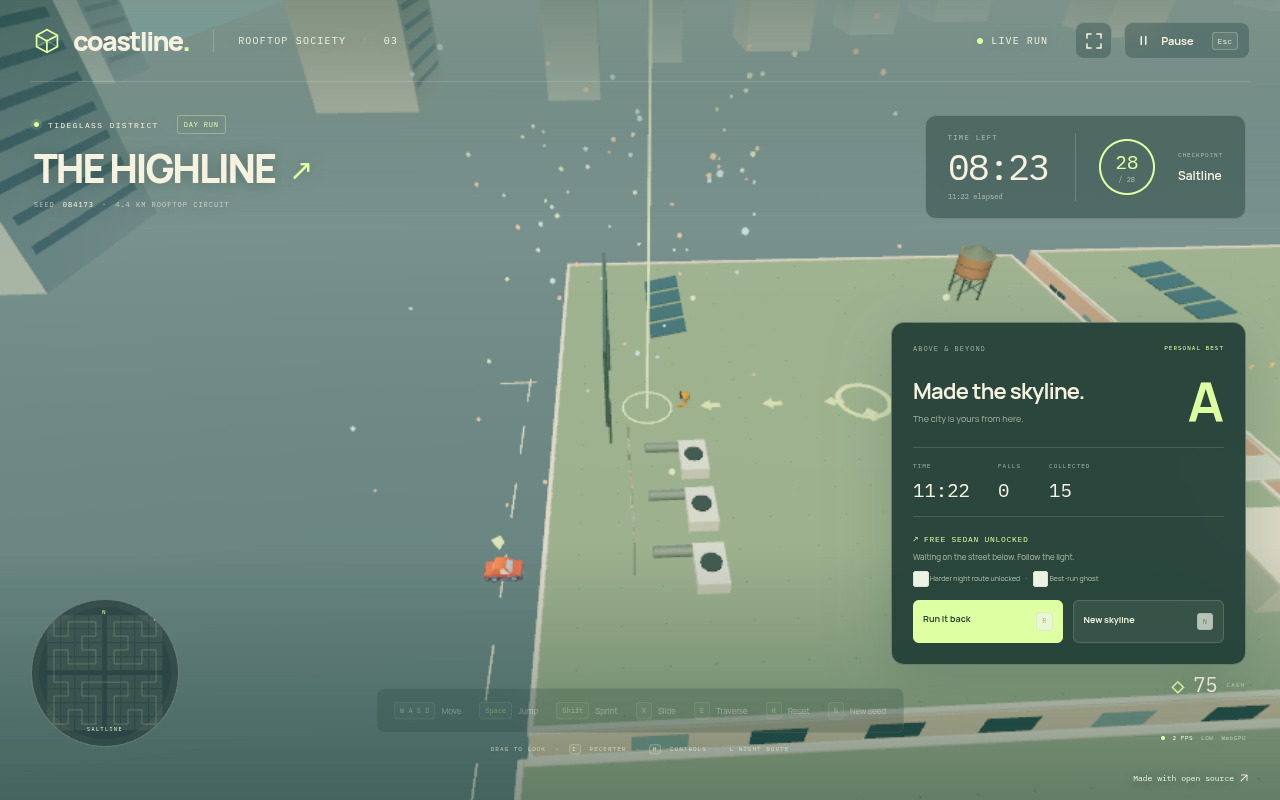 coastline.
ROOFTOP SOCIETY / 03
LIVE RUN
Pause Esc
TIDEGLASS DISTRICT DAY RUN
THE HIGHLINE ↗
SEED 084173 · 4.4 KM ROOFTOP CIRCUIT
TIME LEFT
08:23
11:22 elapsed
28
/ 28
CHECKPOINT
Saltline
ABOVE & BEYOND PERSONAL BEST
Made the skyline. A
The city is yours from here.
TIME FALLS COLLECTED
11:22 0 15
↗ FREE SEDAN UNLOCKED
Waiting on the street below. Follow the light.
Harder night route unlocked · Best-run ghost
Run it back R
New skyline N
N
SALTLINE
75 CASH
W A S D Move Space Jump Shift Sprint X Slide E Traverse R Reset N New seed
DRAG TO LOOK · RECENTER · M CONTROLS · L NIGHT ROUTE
2 FPS LOW WebGPU
Made with open source ↗